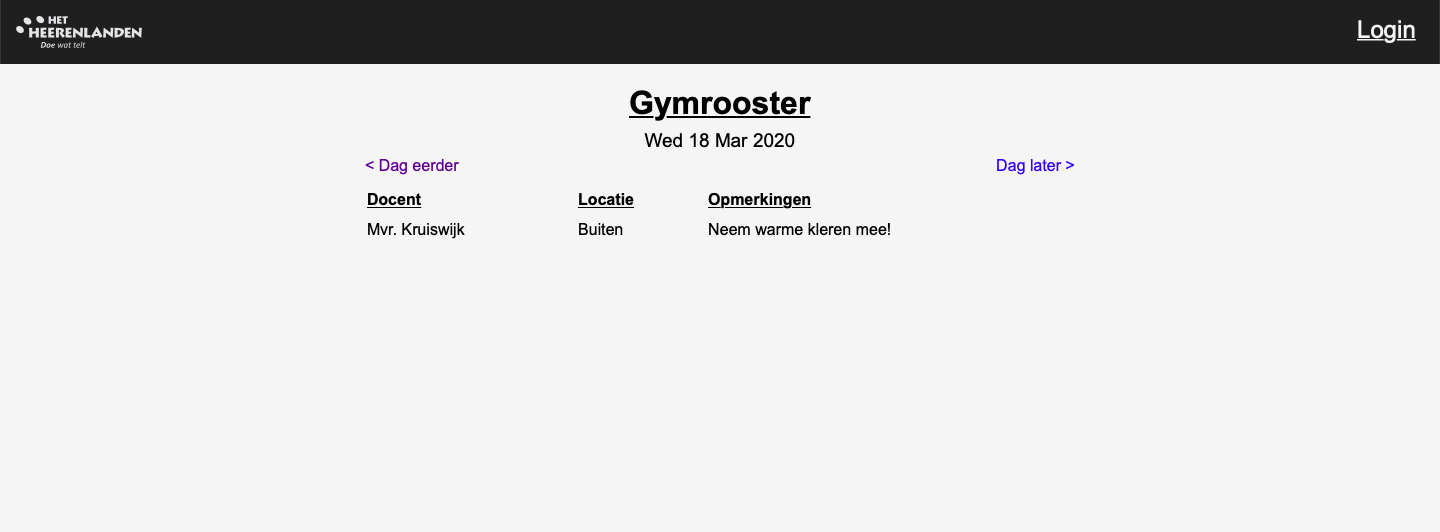 HET
HEERENLANDEN
Doe wat telt
Login
Gymrooster
Wed 18 Mar 2020
< Dag eerder Dag later >
Docent Locatie Opmerkingen
Mvr. Kruiswijk Buiten Neem warme kleren mee!